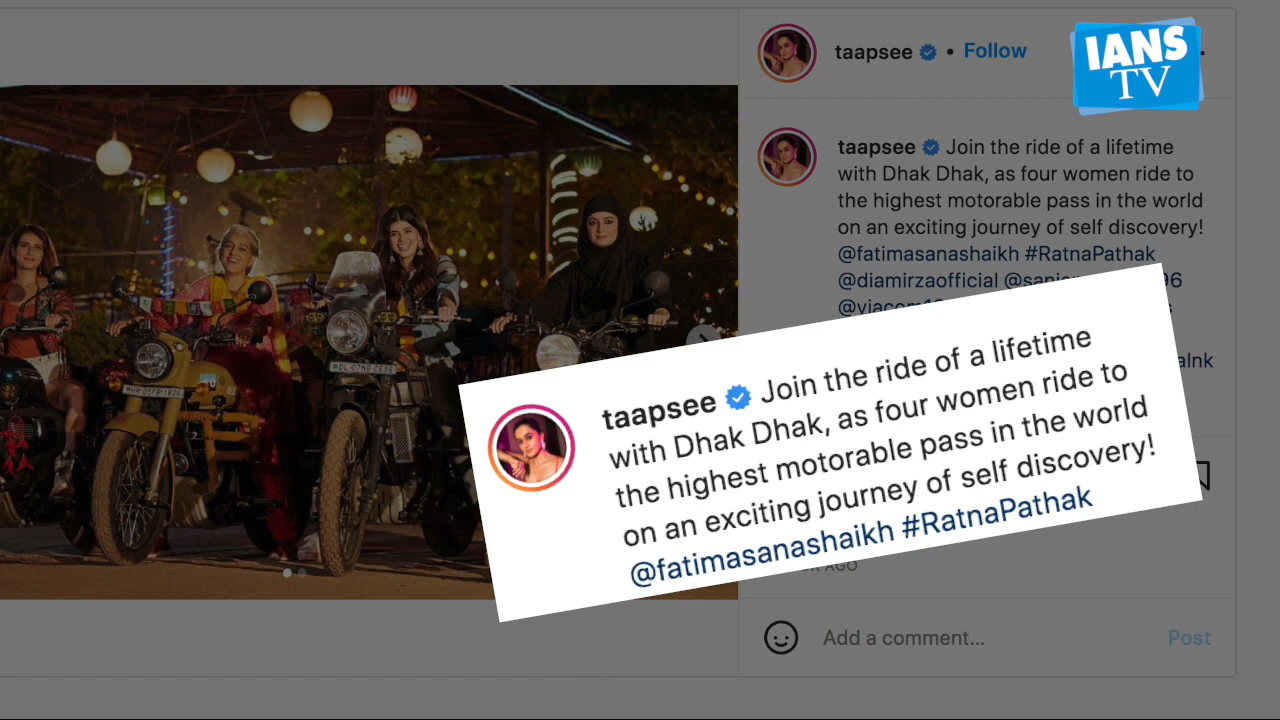 taapsee • Follow
IANS
TV
taapsee Join the ride of a lifetime
with Dhak Dhak, as four women ride to
the highest motorable pass in the world
on an exciting journey of self discovery!
@fatimasanashaikh #RatnaPathak
@diamirzaofficial
taapsee Join the ride of a lifetime
with Dhak Dhak, as four women ride to
the highest motorable pass in the world
on an exciting journey of self discovery!
@fatimasanashaikh #RatnaPathak
AGO
Add a comment... Post